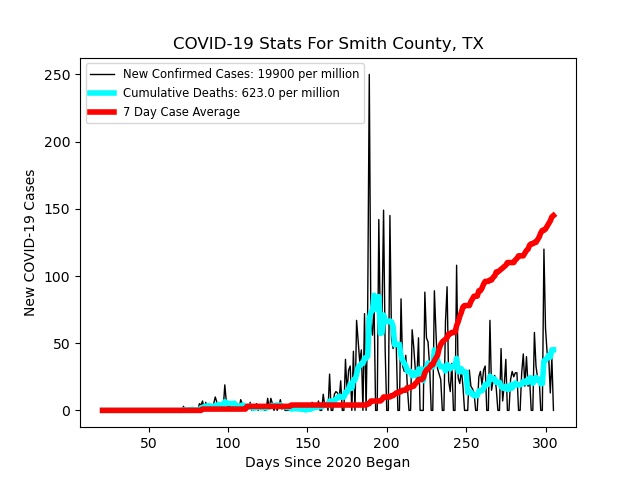 COVID-19 Stats For Smith County, TX
New Confirmed Cases: 19900 per million
Cumulative Deaths: 623.0 per million
7 Day Case Average
New COVID-19 Cases
250
200
150
100
50
0
50 100 150 200 250 300
Days Since 2020 Began